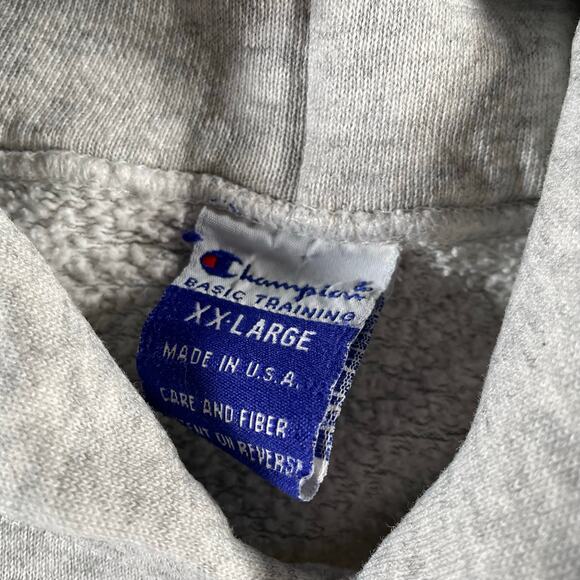 Champion
BASIC TRAINING
XX-LARGE
MADE IN U.S.A.
CARE AND FIBER
ON REVERSE